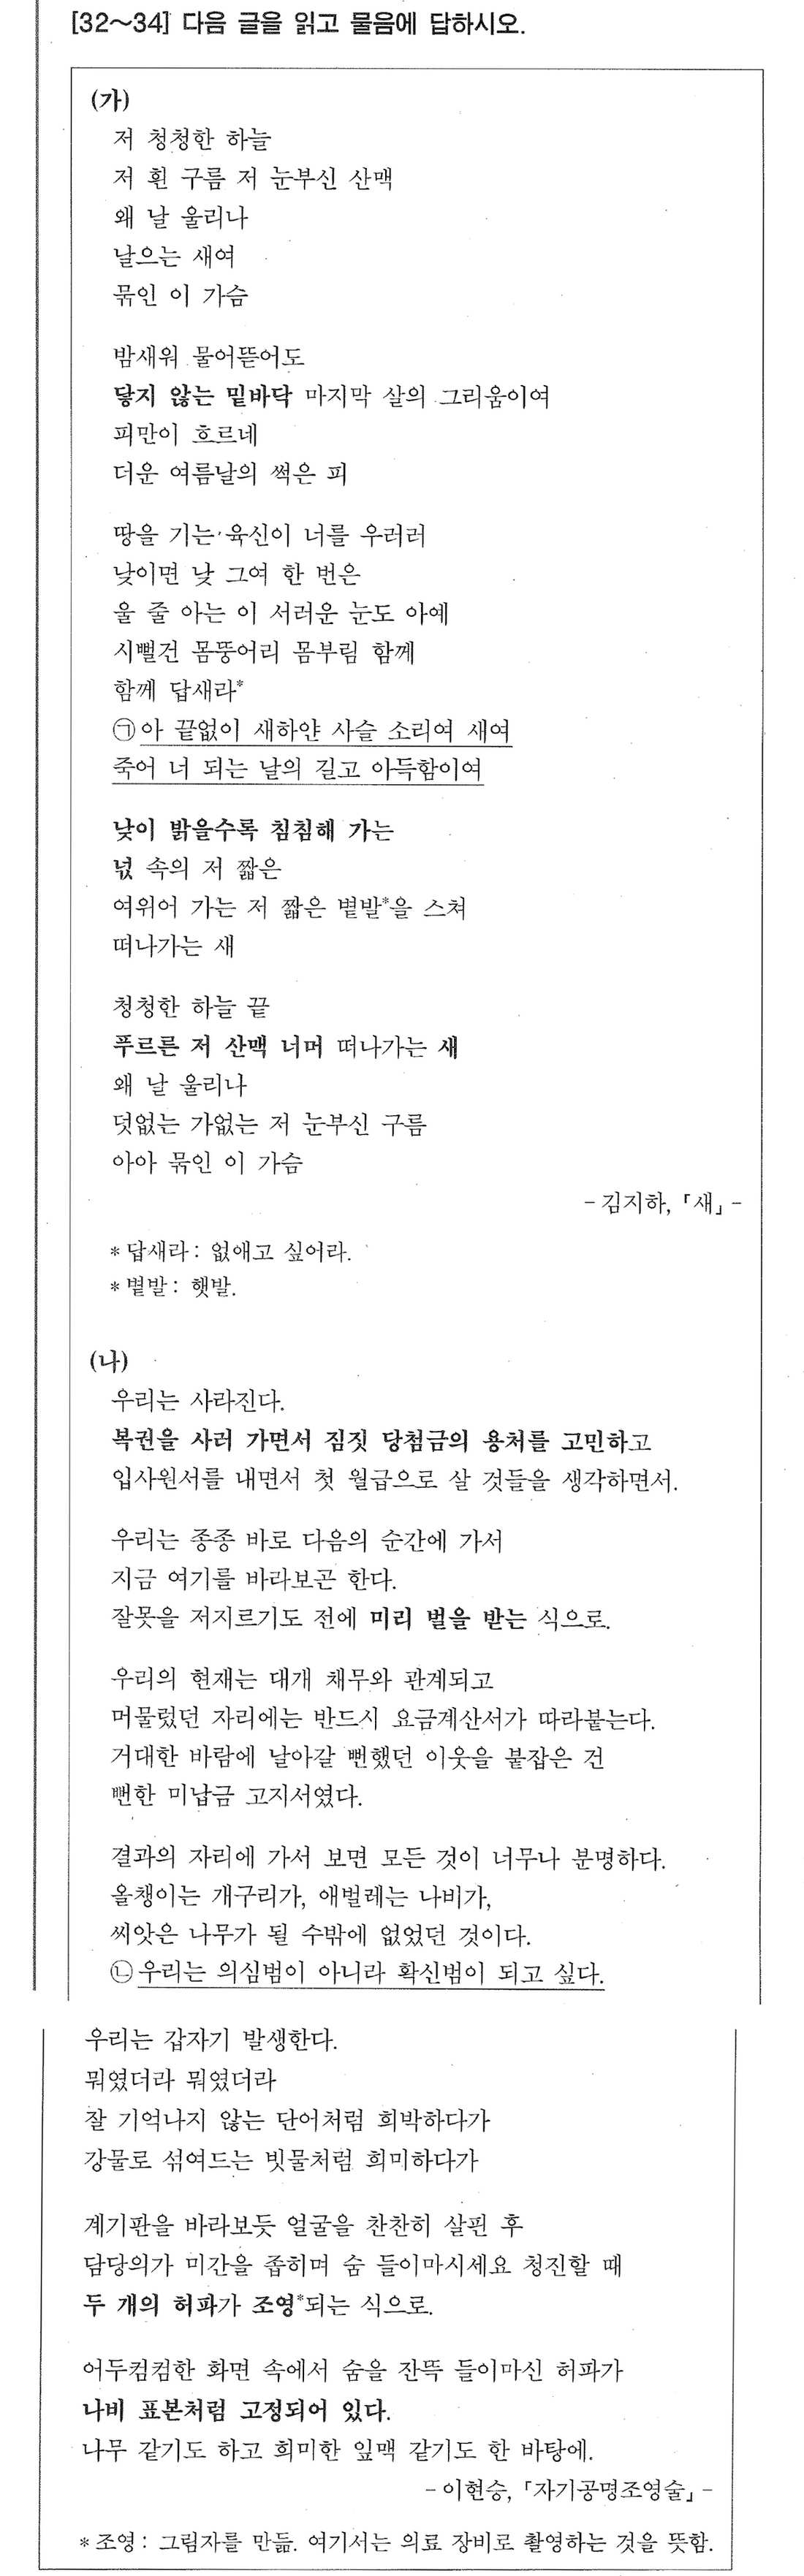 [32～34] 다음 글을 읽고 물음에 답하시오.
(가)
저 청청한 하늘
저 흰 구름 저 눈부신 산맥
왜 날 울리나
날으는 새여
묶인 이 가슴
밤새워 물어뜯어도
닿지 않는 밑바닥 마지막 살의 그리움이여
피만이 흐르네
더운 여름날의 썩은 피
땅을 기는 육신이 너를 우러러
낮이면 낮 그여 한 번은
울 줄 아는 이 서러운 눈도 아예
시뻘건 몸뚱어리 몸부림 함께
함께 답새라*
㉠아 끝없이 새하얀 사슬 소리여 새여
죽어 너 되는 날의 길고 아득함이여
낮이 밝을수록 침침해 가는
넋 속의 저 짧은
여위어 가는 저 짧은 볕발*을 스쳐
떠나가는 새
청청한 하늘 끝
푸르른 저 산맥 너머 떠나가는 새
왜 날 울리나
덧없는 가없는 저 눈부신 구름
아아 묶인 이 가슴
- 김지하, 「새」 -
* 답새라 : 없애고 싶어라.
* 볕발 : 햇발.
(나)
우리는 사라진다.
복권을 사러 가면서 짐짓 당첨금의 용처를 고민하고
입사원서를 내면서 첫 월급으로 살 것들을 생각하면서.
우리는 종종 바로 다음의 순간에 가서
지금 여기를 바라보곤 한다.
잘못을 저지르기도 전에 미리 벌을 받는 식으로.
우리의 현재는 대개 채무와 관계되고
머물렀던 자리에는 반드시 요금계산서가 따라붙는다.
거대한 바람에 날아갈 뻔했던 이웃을 붙잡은 건
뻔한 미납금 고지서였다.
결과의 자리에 가서 보면 모든 것이 너무나 분명하다.
올챙이는 개구리가, 애벌레는 나비가,
씨앗은 나무가 될 수밖에 없었던 것이다.
㉡우리는 의심범이 아니라 확신범이 되고 싶다.
우리는 갑자기 발생한다.
뭐였더라 뭐였더라
잘 기억나지 않는 단어처럼 희박하다가
강물로 섞여드는 빗물처럼 희미하다가
계기판을 바라보듯 얼굴을 찬찬히 살핀 후
담당의가 미간을 좁히며 숨 들이마시세요 청진할 때
두 개의 허파가 조영*되는 식으로.
어두컴컴한 화면 속에서 숨을 잔뜩 들이마신 허파가
나비 표본처럼 고정되어 있다.
나무 같기도 하고 희미한 잎맥 같기도 한 바탕에.
- 이현승, 「자기공명조영술」 -
* 조영 : 그림자를 만듦. 여기서는 의료 장비로 촬영하는 것을 뜻함.